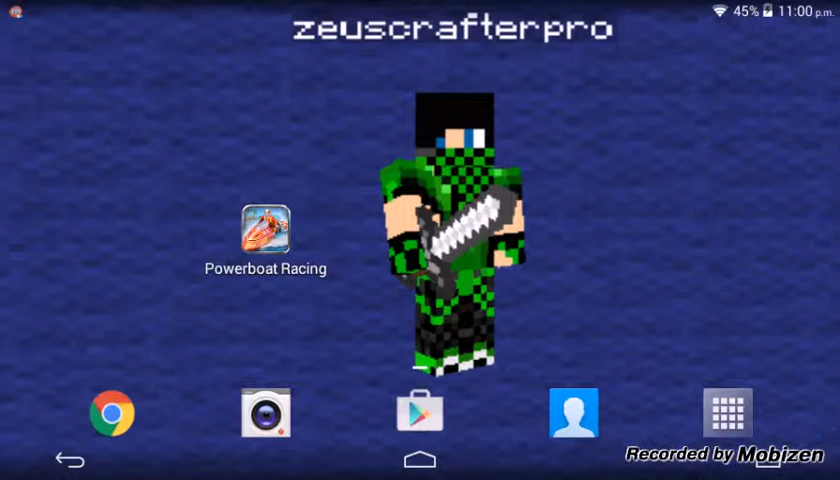 zeuscrafterpro
45% 11:00 p.m.
Powerboat Racing
Recorded by Mobizen